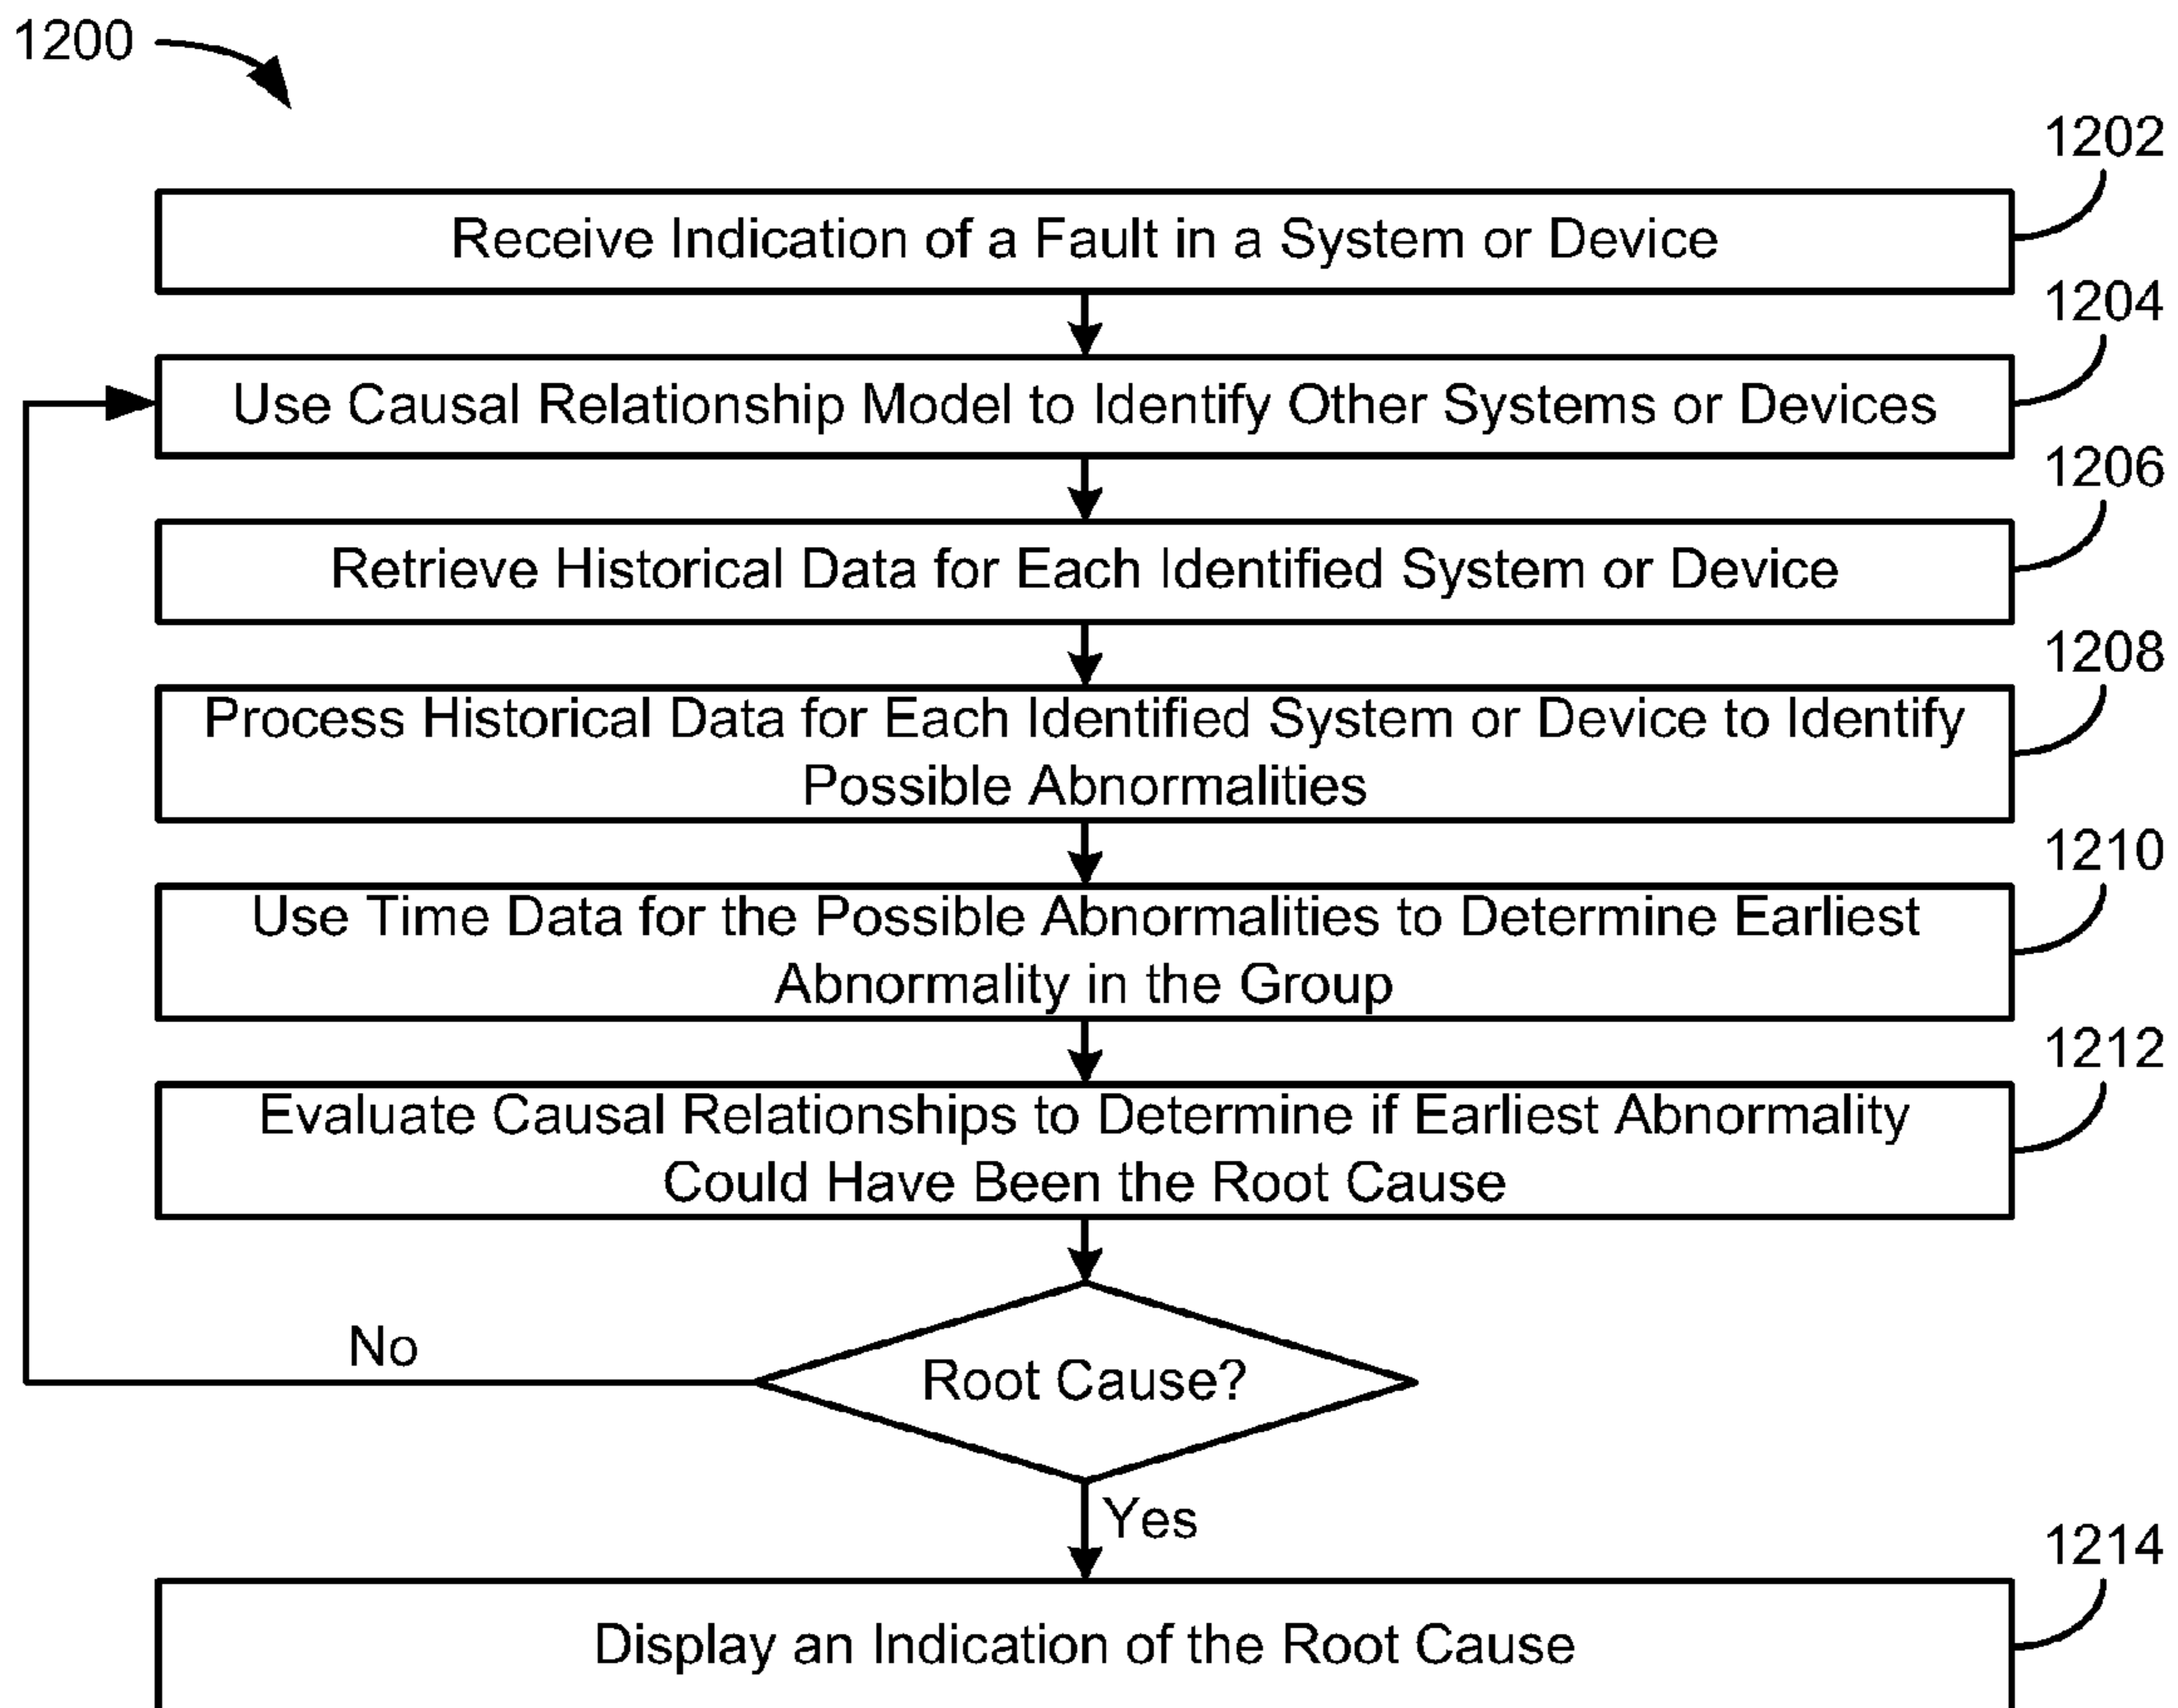 1200
1202
Receive Indication of a Fault in a System or Device
1204
Use Causal Relationship Model to Identify Other Systems or Devices
1206
Retrieve Historical Data for Each Identified System or Device
1208
Process Historical Data for Each Identified System or Device to Identify
Possible Abnormalities
1210
Use Time Data for the Possible Abnormalities to Determine Earliest
Abnormality in the Group
1212
Evaluate Causal Relationships to Determine if Earliest Abnormality
Could Have Been the Root Cause
No
Root Cause?
Yes
1214
Display an Indication of the Root Cause